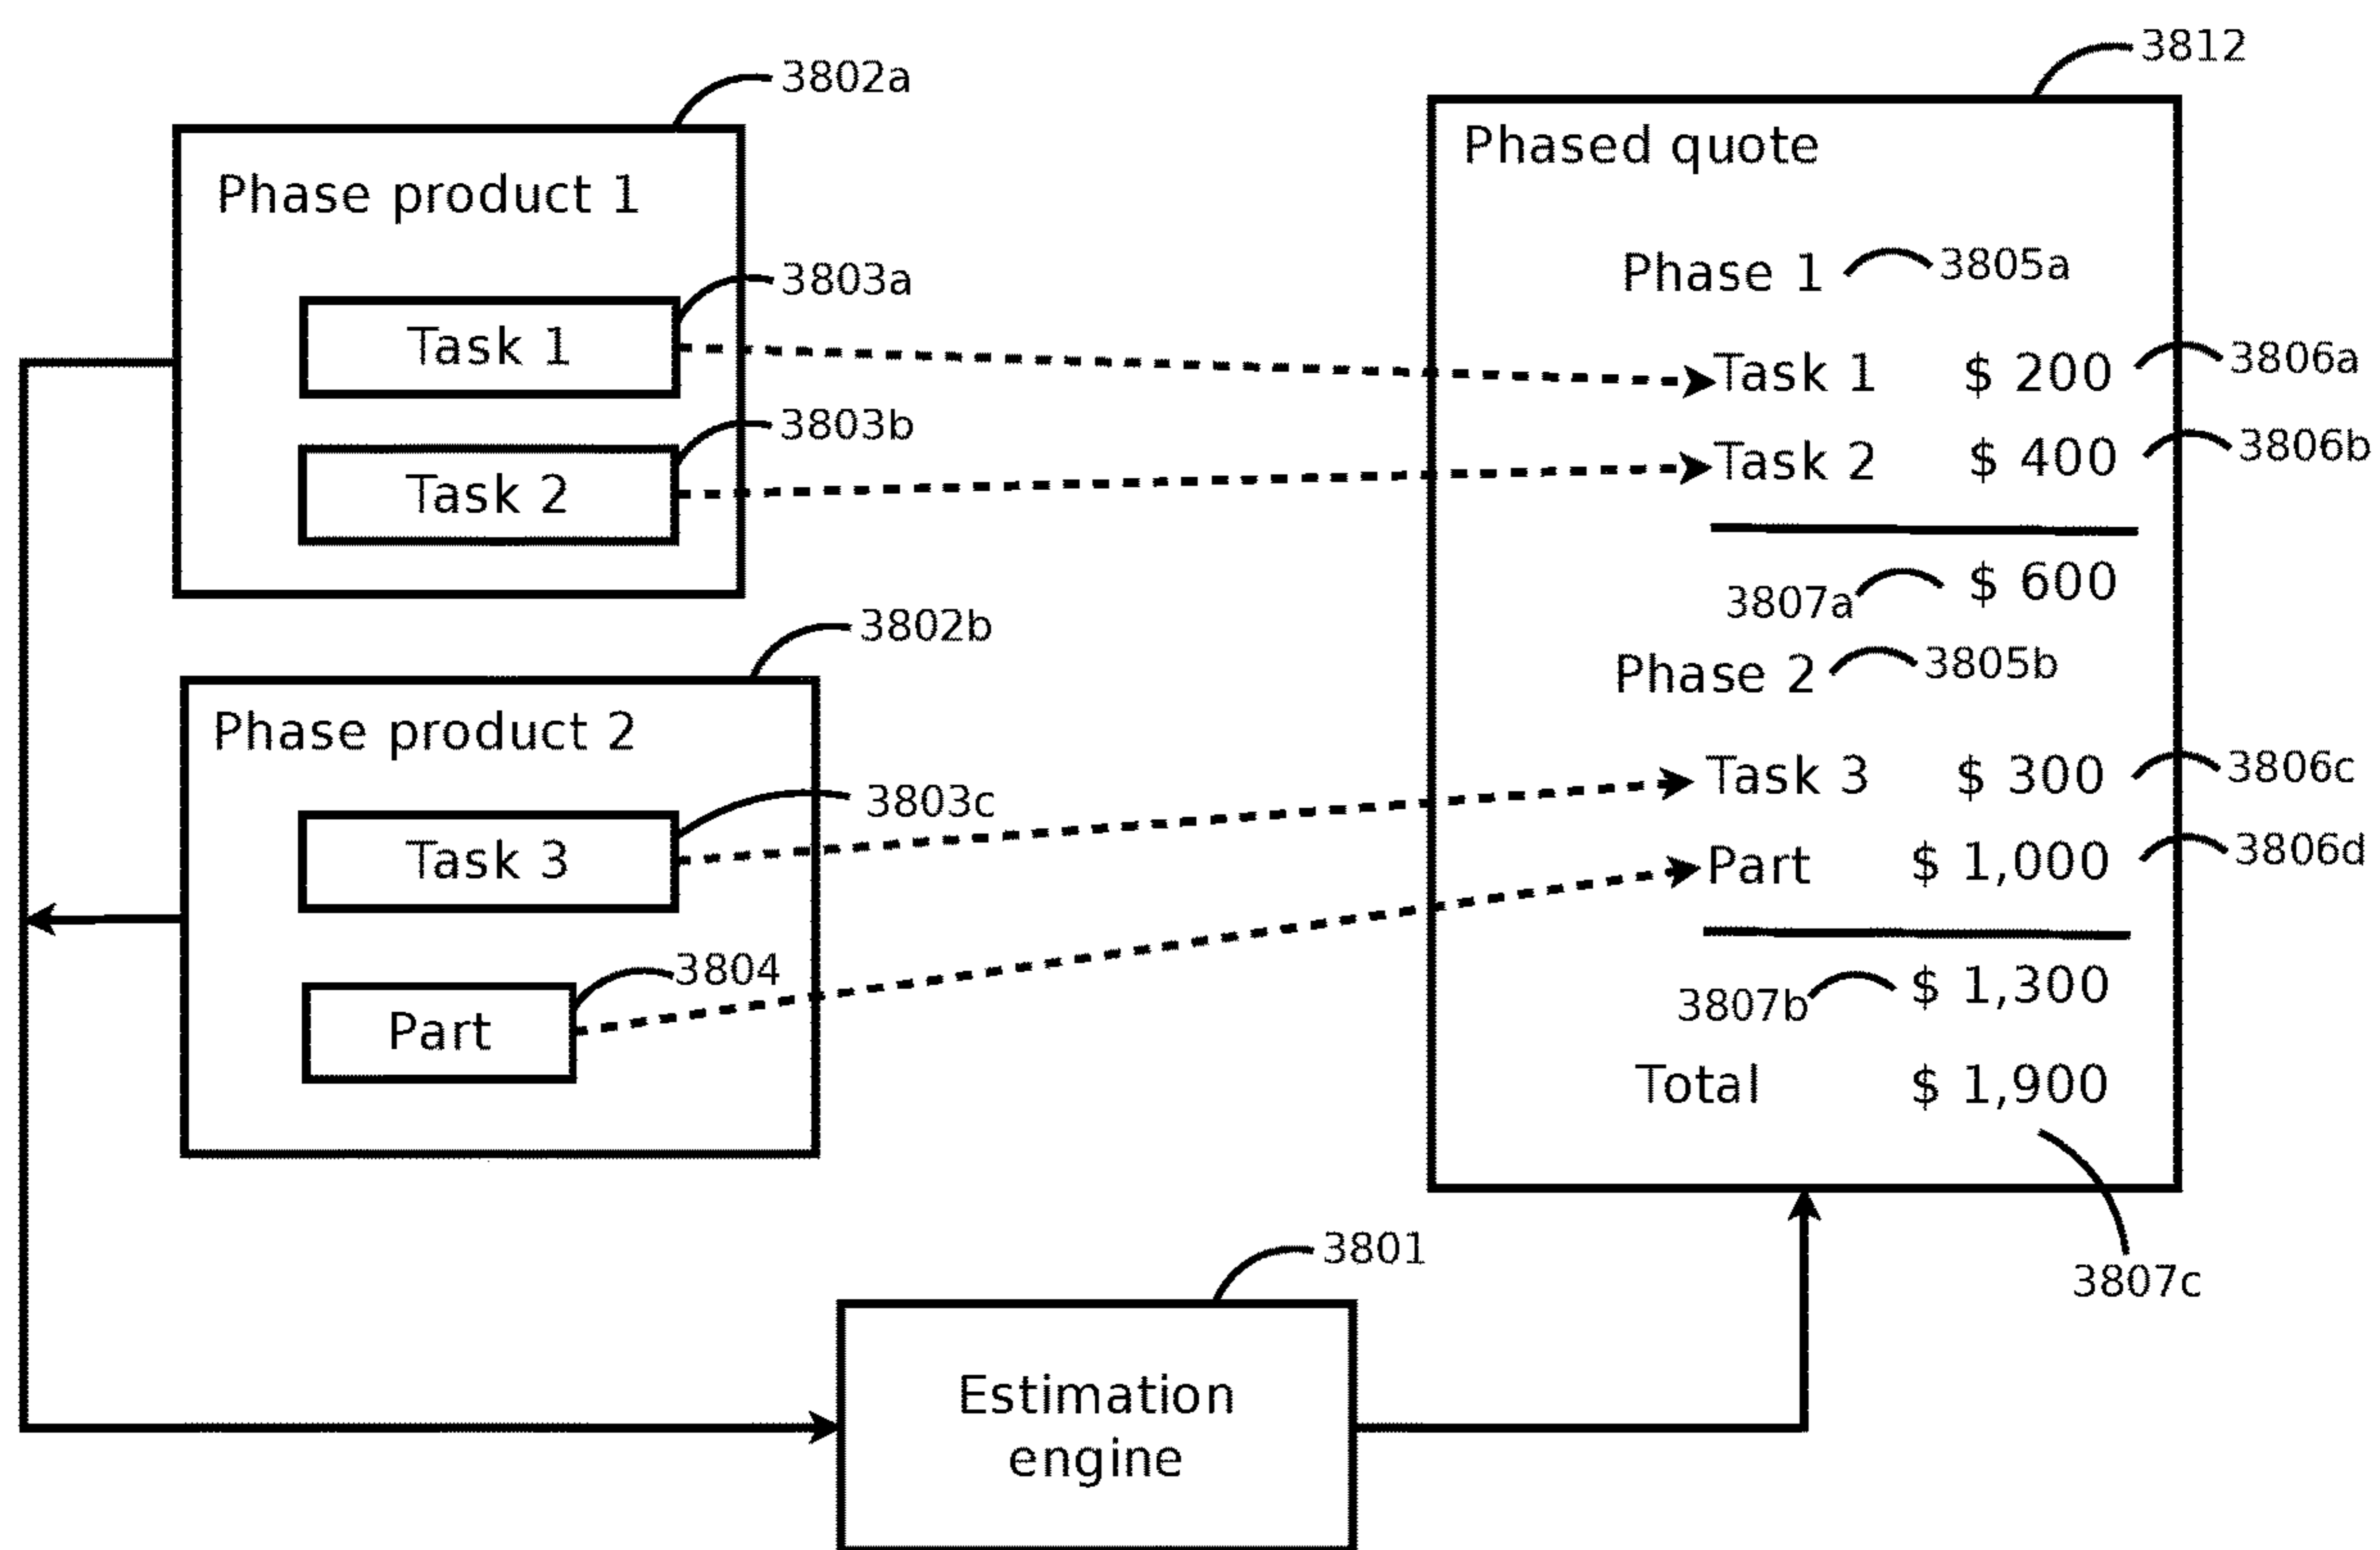 3812
3802a
Phased quote
Phase product 1
Phase 1 3805a
3803a
Task 1
Task 1 $ 200 3806a
3803b
Task 2 $ 400 3806b
Task 2
3807a $ 600
3802b
Phase 2 3805b
Phase product 2
Task 3 $ 300 3806c
3803c
Task 3
Part $ 1,000 3806d
3804
3807b $ 1,300
Part
Total $ 1,900
3801
3807c
Estimation
engine